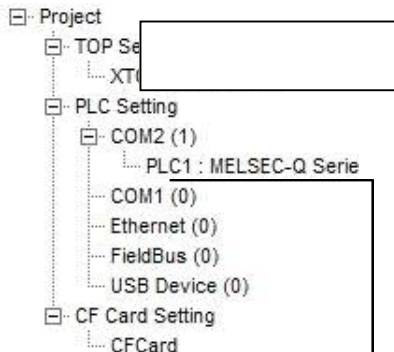 Project
TOP Se
XT
PLC Setting
COM2 (1)
PLC1 : MELSEC-Q Serie
COM1 (0)
Ethernet (0)
FieldBus (0)
USB Device (0)
CF Card Setting
CFCard